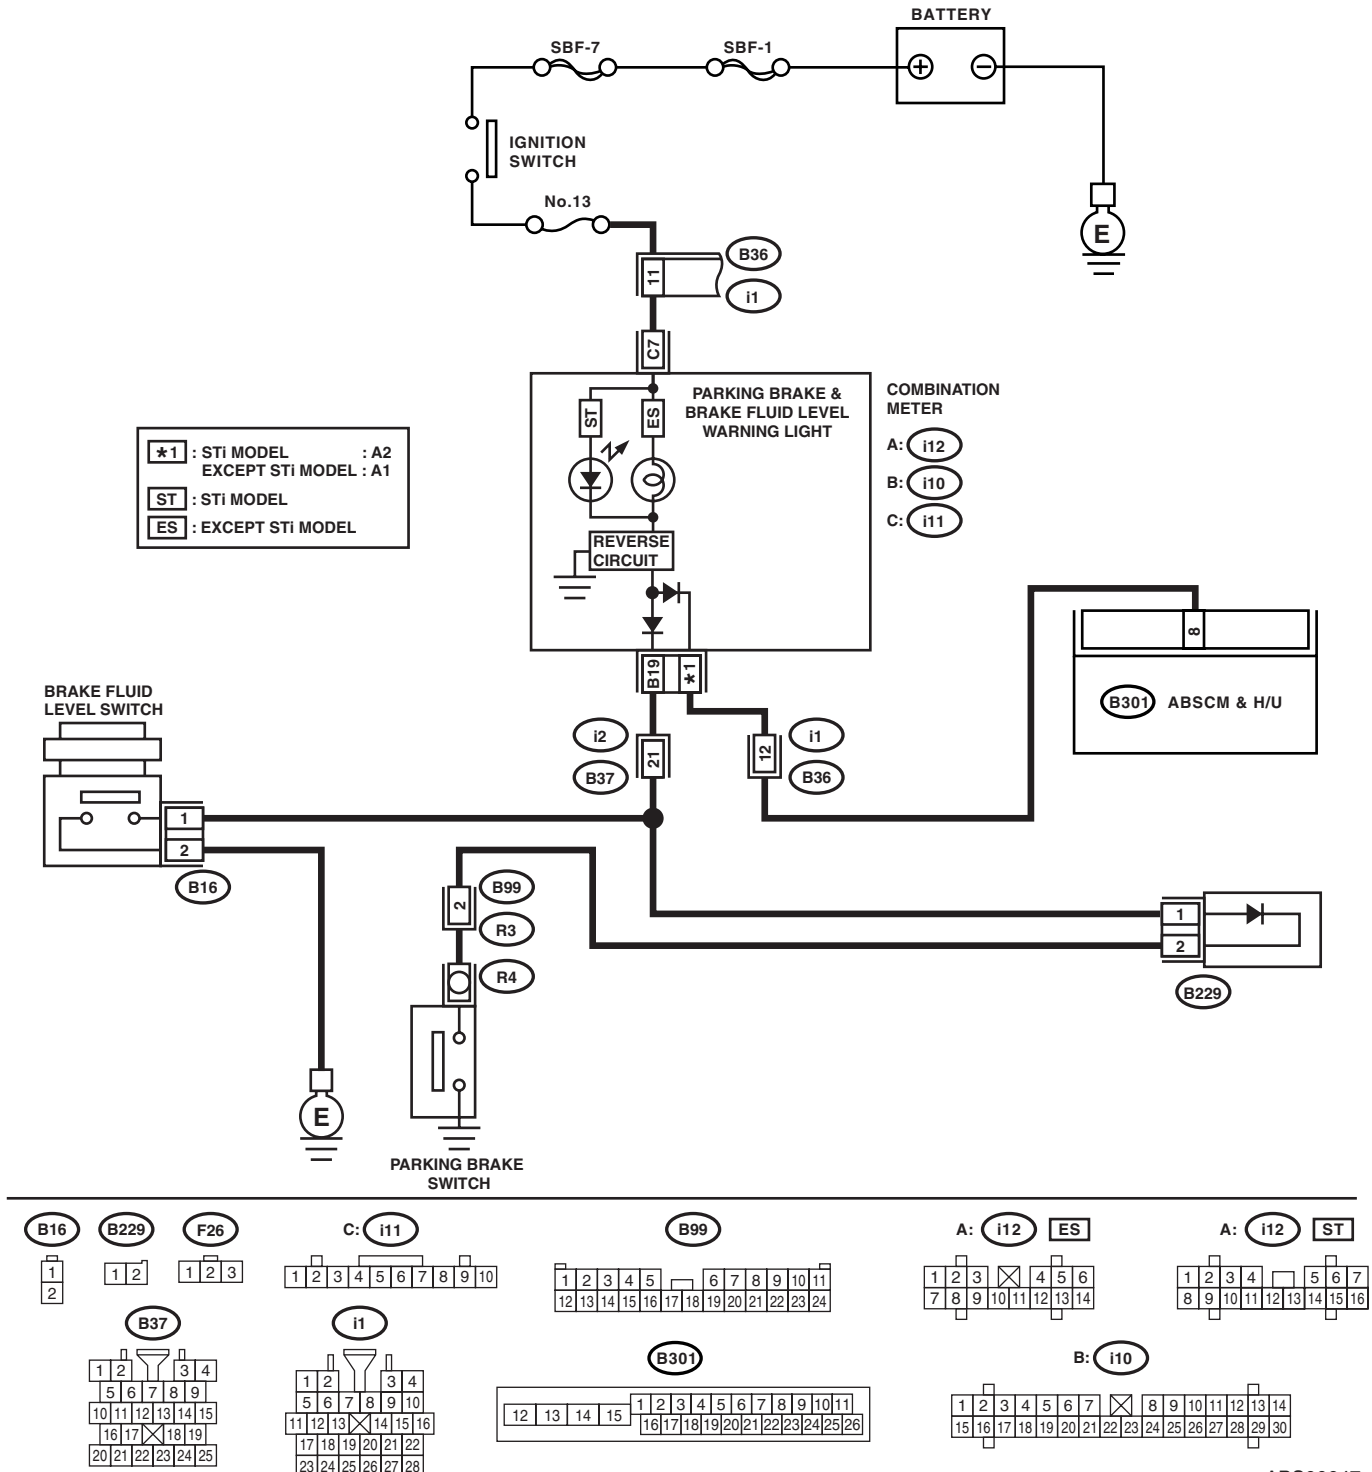 BATTERY
SBF-7
SBF-1
+
−
IGNITION
SWITCH
No.13
E
B36
11
i1
C7
PARKING BRAKE &
BRAKE FLUID LEVEL
WARNING LIGHT
COMBINATION
METER
A: i12
B: i10
C: i11
ST
ES
*1 : STi MODEL : A2
EXCEPT STi MODEL : A1
ST : STi MODEL
ES : EXCEPT STi MODEL
REVERSE
CIRCUIT
8
B301 ABSCM & H/U
B19
*1
BRAKE FLUID
LEVEL SWITCH
i2
21
B37
i1
12
B36
1
2
B16
B99
2
R3
R4
1
2
B229
E
PARKING BRAKE
SWITCH
B16
1
2
B229
1 2
F26
1 2 3
C: i11
1 2 3 4 5 6 7 8 9 10
B99
1 2 3 4 5 6 7 8 9 10 11
12 13 14 15 16 17 18 19 20 21 22 23 24
A: i12 ES
1 2 3 4 5 6
7 8 9 10 11 12 13 14
A: i12 ST
1 2 3 4 5 6 7
8 9 10 11 12 13 14 15 16
B37
1 2 3 4
5 6 7 8 9
10 11 12 13 14 15
16 17 18 19
20 21 22 23 24 25
i1
1 2 3 4
5 6 7 8 9 10
11 12 13 14 15 16
17 18 19 20 21 22
23 24 25 26 27 28
B301
1 2 3 4 5 6 7 8 9 10 11
12 13 14 15
16 17 18 19 20 21 22 23 24 25 26
B: i10
1 2 3 4 5 6 7 8 9 10 11 12 13 14
15 16 17 18 19 20 21 22 23 24 25 26 27 28 29 30